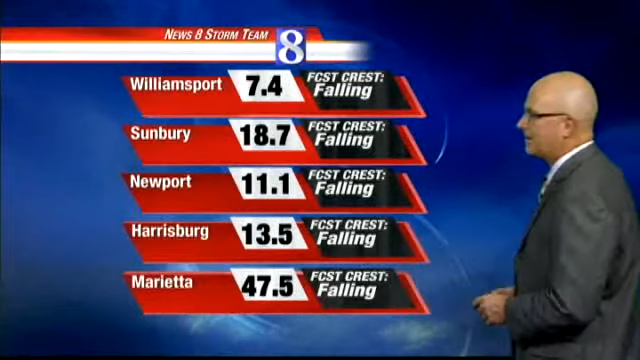 News 8 Storm Team 8
Williamsport 7.4 FCST CREST: Falling
Sunbury 18.7 FCST CREST: Falling
Newport 11.1 FCST CREST: Falling
Harrisburg 13.5 FCST CREST: Falling
Marietta 47.5 FCST CREST: Falling